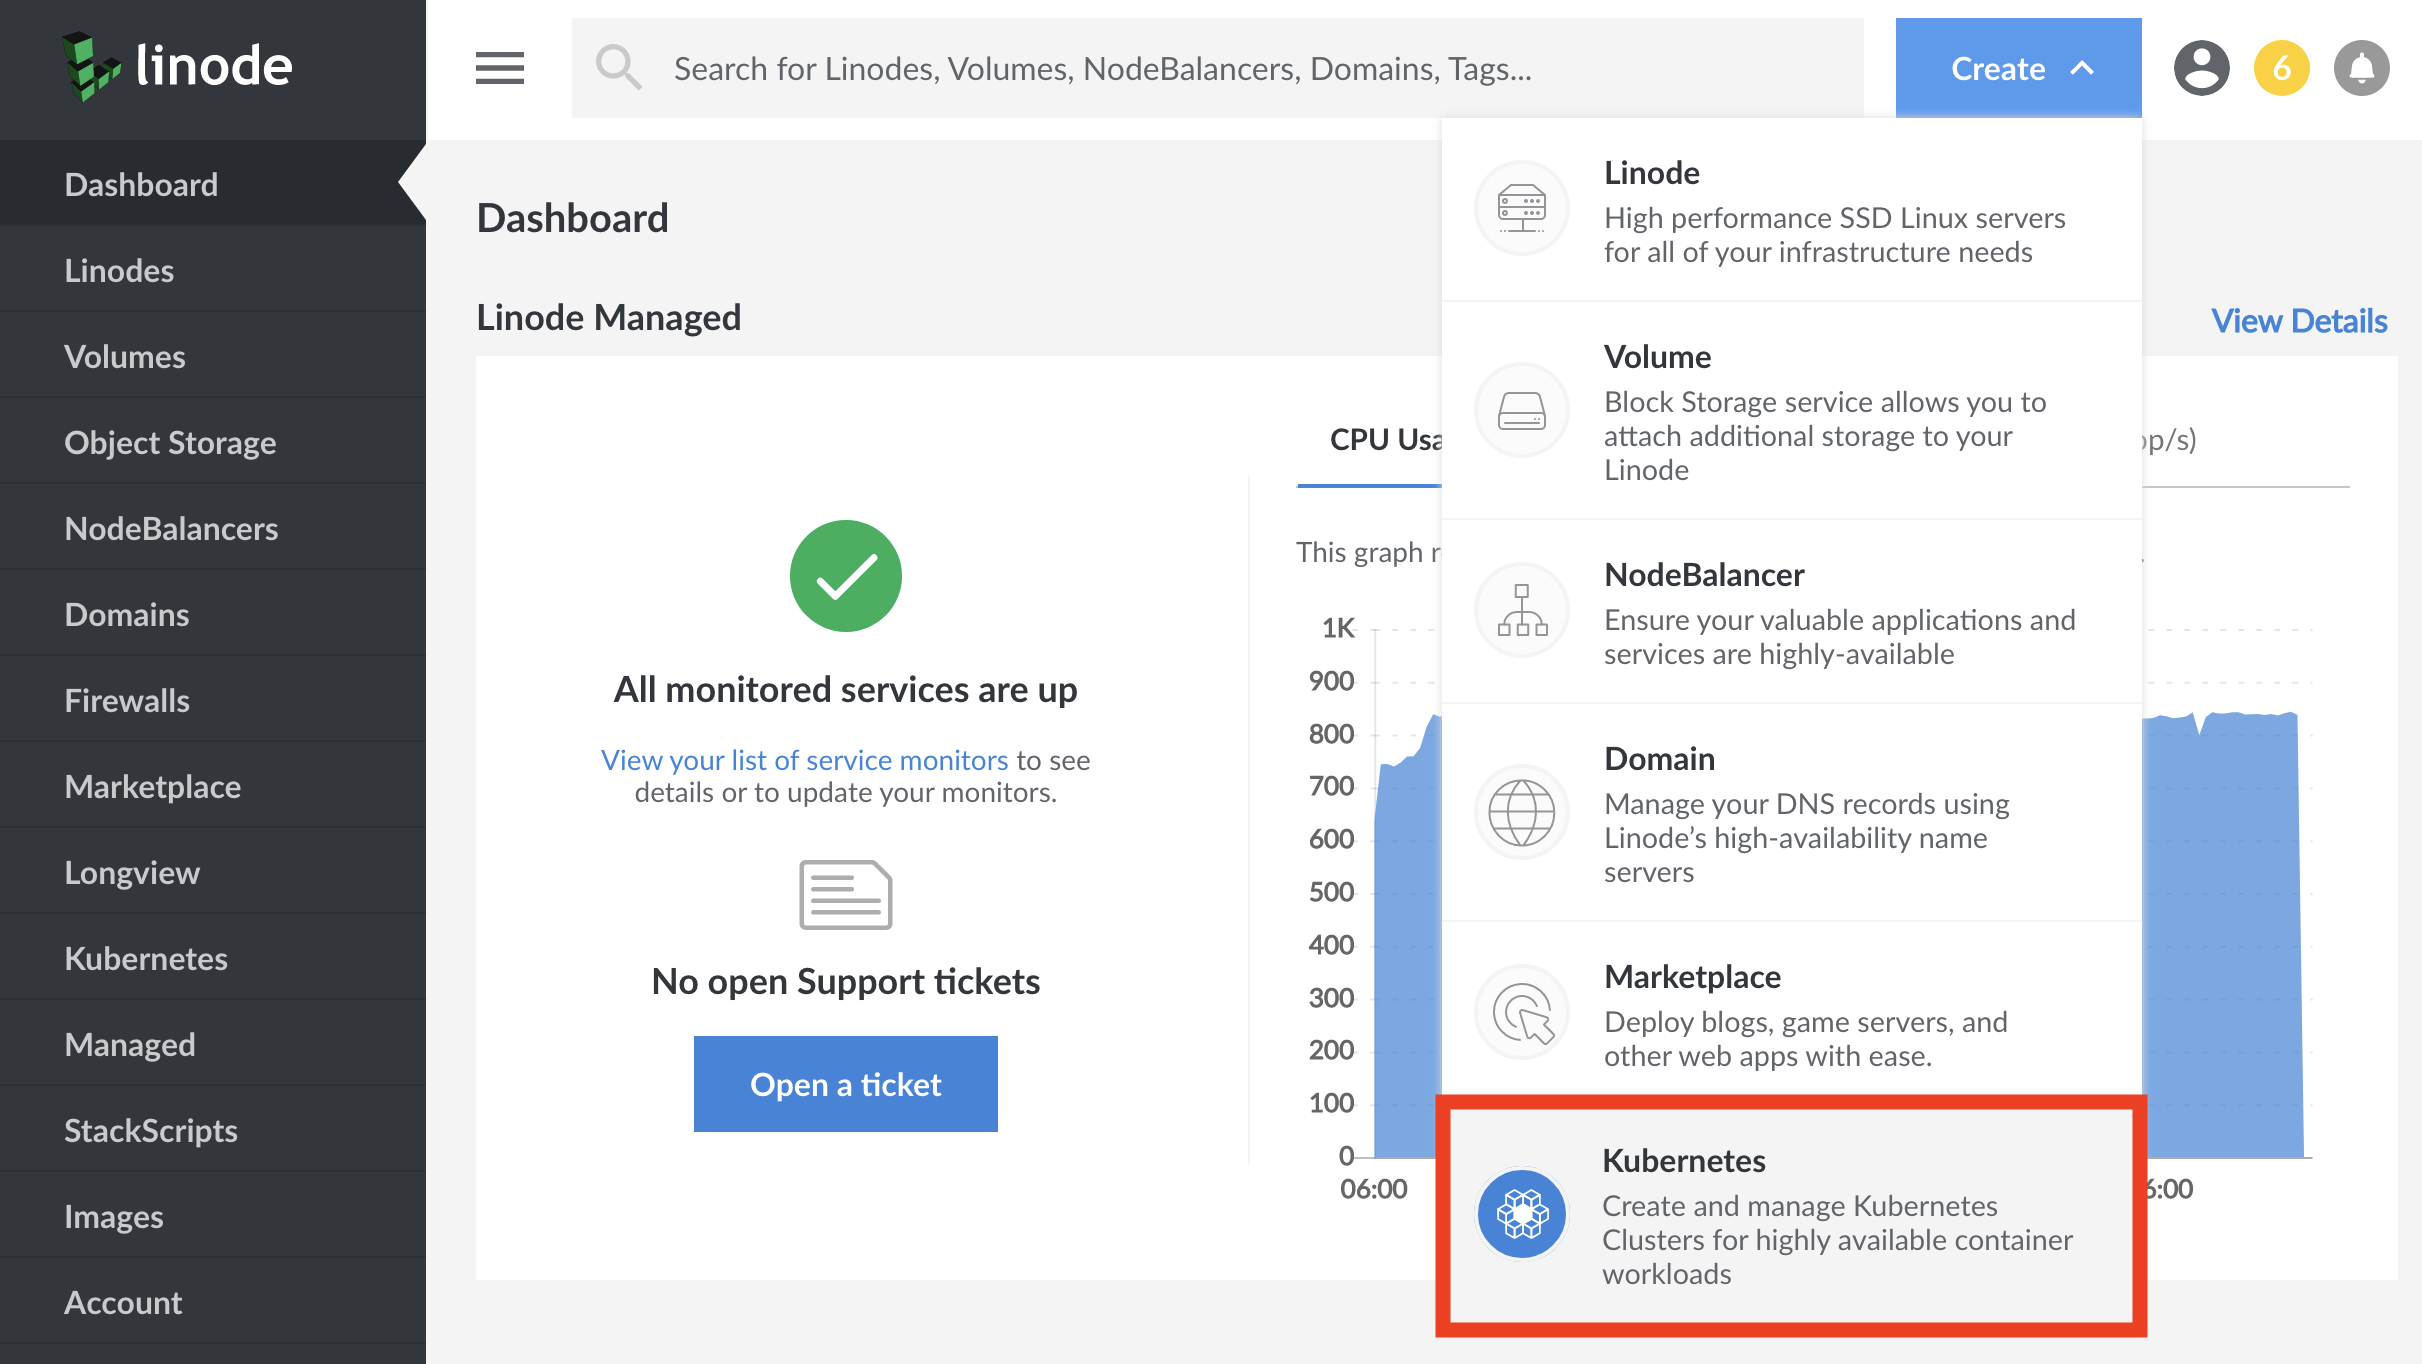 linode
Search for Linodes, Volumes, NodeBalancers, Domains, Tags...
Create
6
Dashboard
Linodes
Volumes
Object Storage
NodeBalancers
Domains
Firewalls
Marketplace
Longview
Kubernetes
Managed
StackScripts
Images
Account
Dashboard
Linode Managed
View Details
All monitored services are up
View your list of service monitors to see
details or to update your monitors.
No open Support tickets
Open a ticket
CPU Usa
op/s)
This graph r
1K
900
800
700
600
500
400
300
200
100
0
06:00
6:00
Linode
High performance SSD Linux servers
for all of your infrastructure needs
Volume
Block Storage service allows you to
attach additional storage to your
Linode
NodeBalancer
Ensure your valuable applications and
services are highly-available
Domain
Manage your DNS records using
Linode’s high-availability name
servers
Marketplace
Deploy blogs, game servers, and
other web apps with ease.
Kubernetes
Create and manage Kubernetes
Clusters for highly available container
workloads